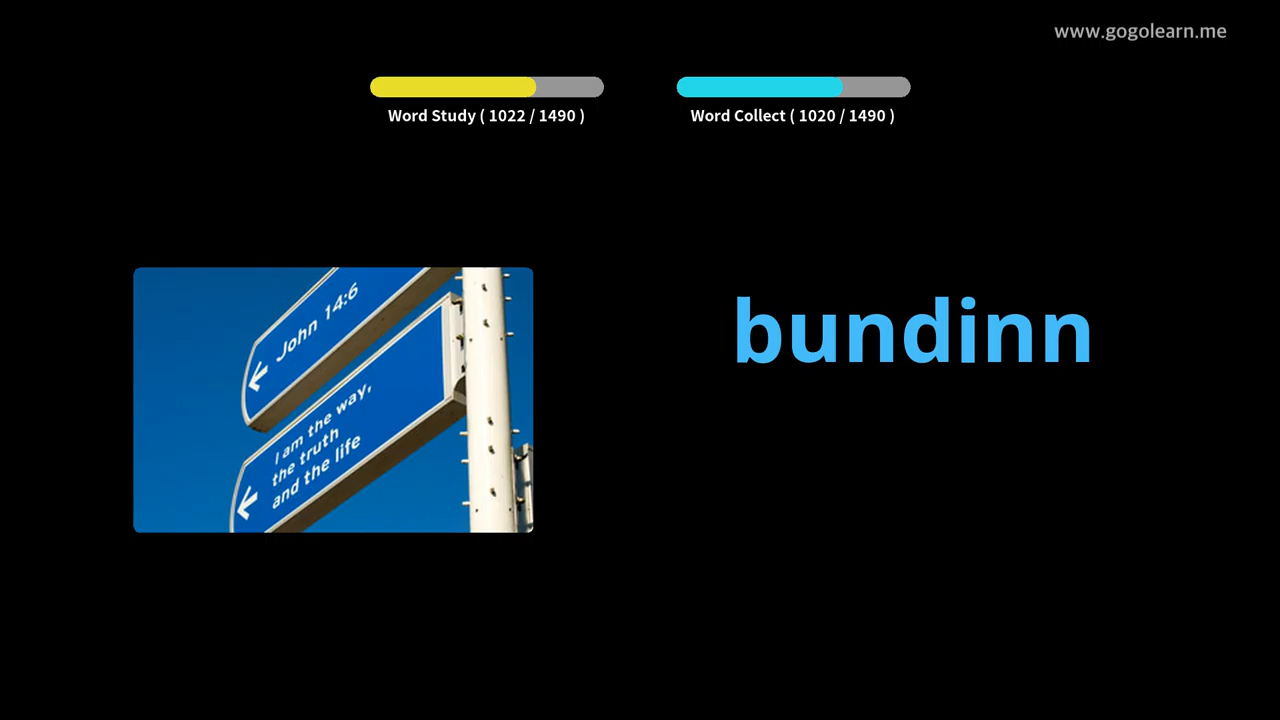 www.gogolearn.me
Word Study ( 1022 / 1490 )
Word Collect ( 1020 / 1490 )
John 14:6
I am the way,
the truth
and the life
bundinn